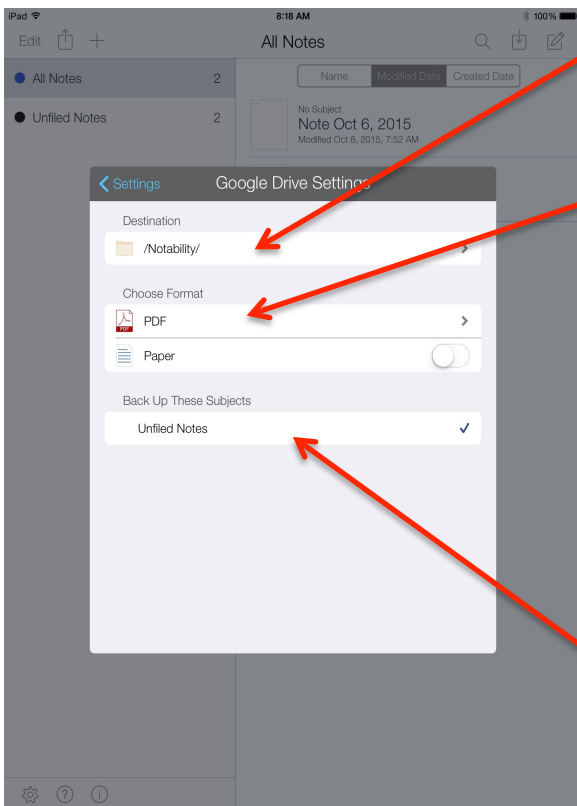 iPad 8:18 AM 100%
Edit All Notes
All Notes 2
Unfiled Notes 2
Name Modified Date Created Date
No Subject
Note Oct 6, 2015
Modified Oct 6, 2015, 7:52 AM
Settings Google Drive Settings
Destination
/Notability/
Choose Format
PDF PDF
Paper
Back Up These Subjects
Unfiled Notes